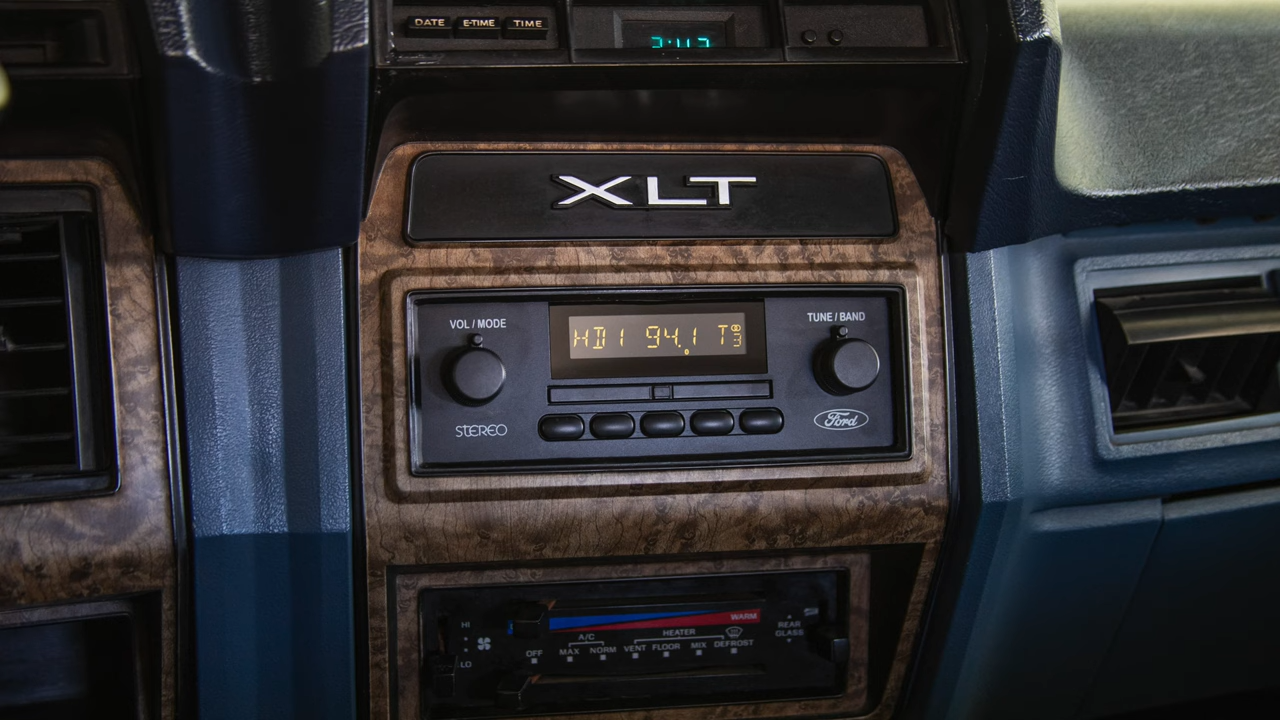 DATE E-TIME TIME
XLT
VOL / MODE
TUNE / BAND
HD1 94.1 T
STEREO
Ford
WARM
HI
LO
A/C
HEATER
OFF MAX NORM VENT FLOOR MIX DEFROST
REAR
GLASS